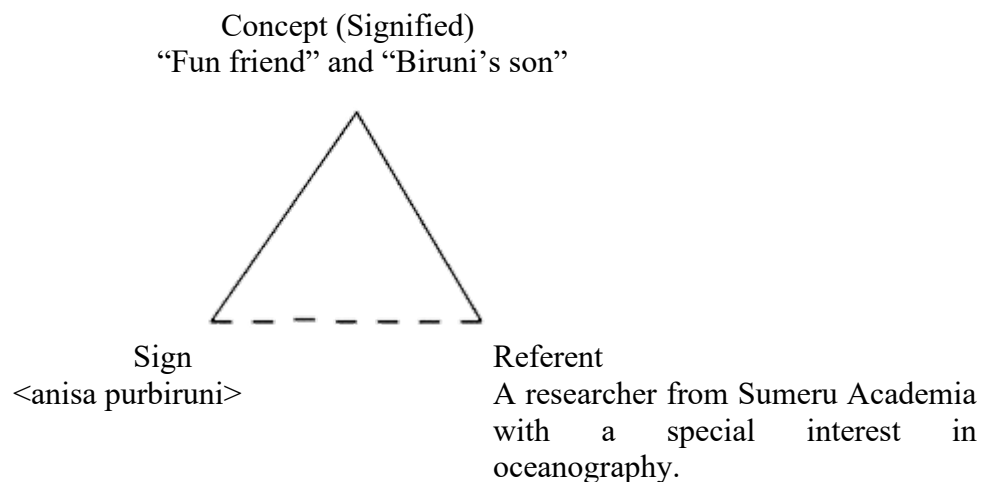 Concept (Signified)
“Fun friend” and “Biruni’s son”
Sign
<anisa purbiruni>
Referent
A researcher from Sumeru Academia
with a special interest in
oceanography.